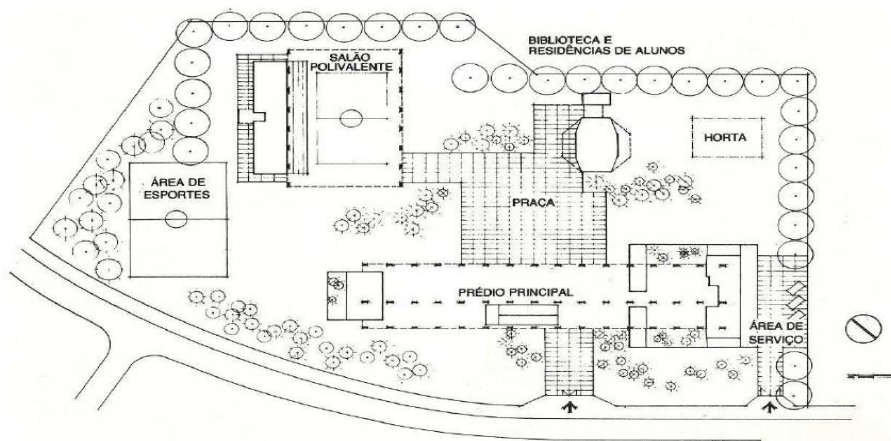 BIBLIOTECA E
RESIDÊNCIAS DE ALUNOS
SALÃO
POLIVALENTE
HORTA
ÁREA DE
ESPORTES
PRAÇA
PRÉDIO PRINCIPAL
ÁREA DE
SERVIÇO